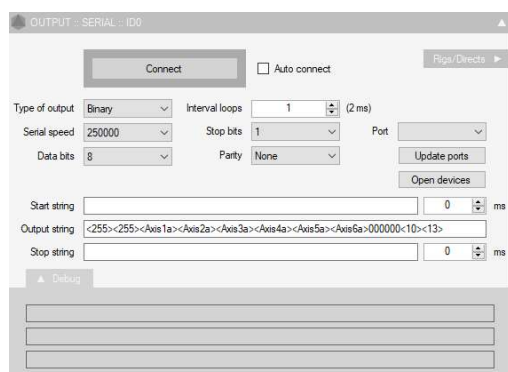 OUTPUT :: SERIAL :: ID0
Rigs/Directs
Connect
Auto connect
Type of output Binary Interval loops 1 (2 ms)
Serial speed 250000 Stop bits 1 Port
Data bits 8 Parity None Update ports
Open devices
Start string 0 ms
Output string <255><255><Axis1a><Axis2a><Axis3a><Axis4a><Axis5a><Axis6a>000000<10><13>
Stop string 0 ms
Debug